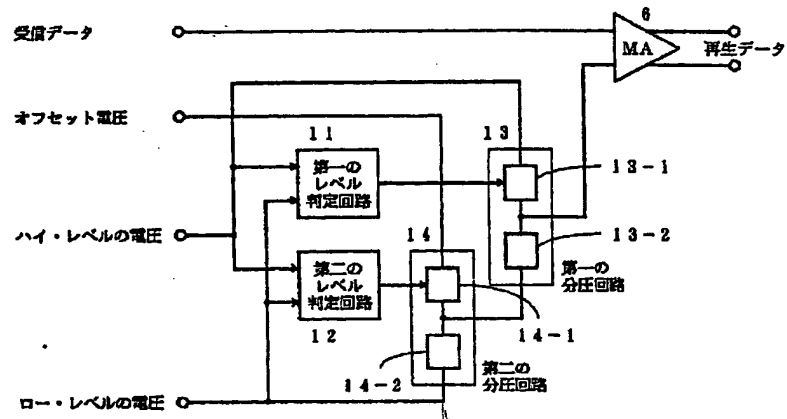 受信データ
6
MA
再生データ
オフセット電圧
11
13
第一の
レベル
判定回路
13-1
ハイ・レベルの電圧
14
13-2
第二の
レベル
判定回路
第一の
分圧回路
12
14-1
14-2
第二の
分圧回路
ロー・レベルの電圧